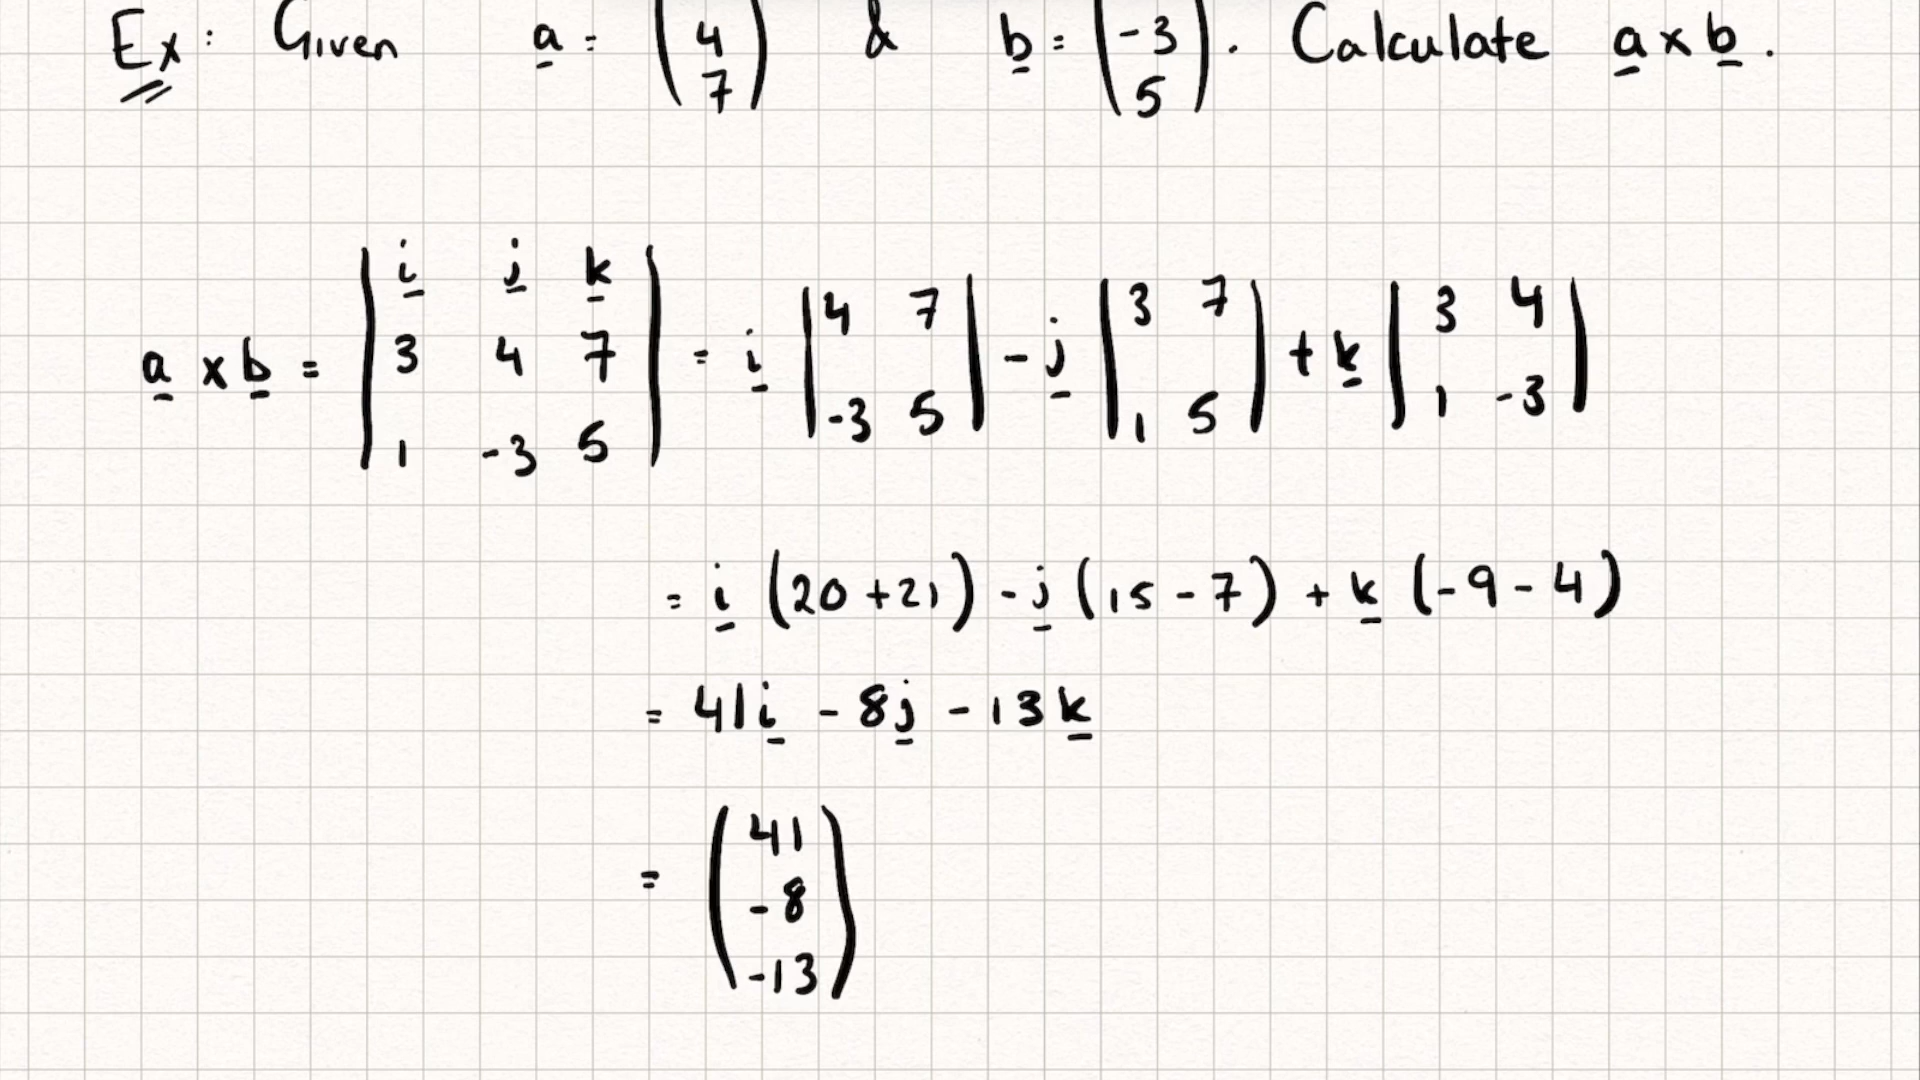 Ex: Given a = (4 7) & b = (-3 5). Calculate a x b.
a x b = | i j k | = i | 4 7 | - j | 3 7 | + k | 3 4 |
| 3 4 7 | | -3 5 | | 1 5 | | 1 -3 |
| 1 -3 5 |
= i (20 + 21) - j (15 - 7) + k (-9 - 4)
= 41i - 8j - 13k
= (41
-8
-13)